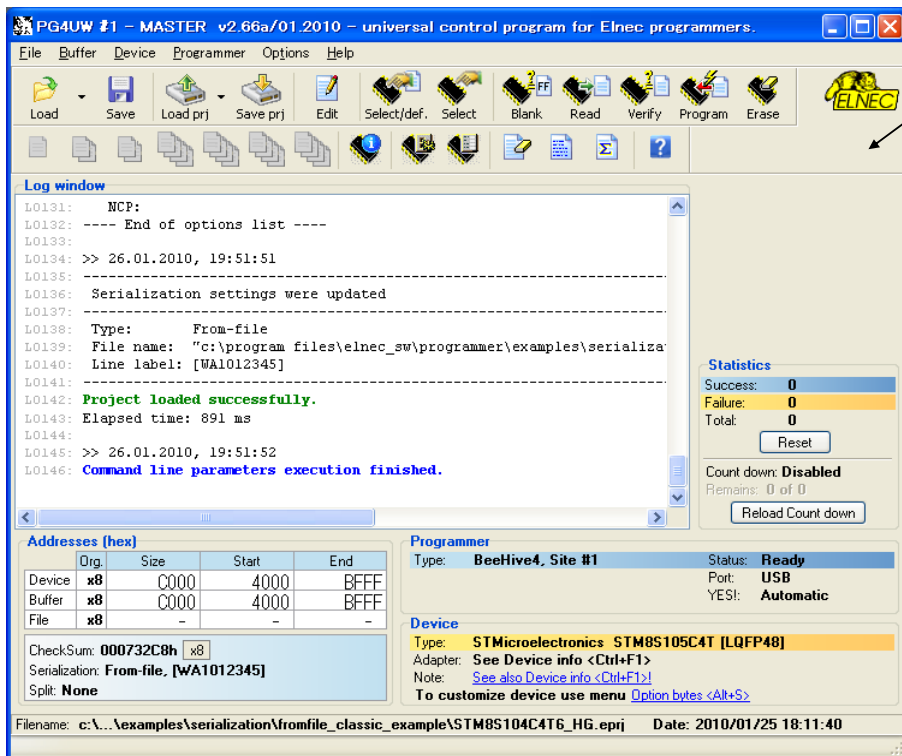 PG4UW #1 - MASTER v2.66a/01.2010 - universal control program for Elnec programmers.
File Buffer Device Programmer Options Help
Load Save Load prj Save prj Edit Select/def. Select Blank Read Verify Program Erase
FF
ELNEC
Log window
L0131: NCP:
L0132: ---- End of options list ----
L0133:
L0134: >> 26.01.2010, 19:51:51
L0135: ----------------------------------------------------------------
L0136: Serialization settings were updated
L0137: ----------------------------------------------------------------
L0138: Type: From-file
L0139: File name: "c:\program files\elnec_sw\programmer\examples\serializa
L0140: Line label: [WA1012345]
L0141: ----------------------------------------------------------------
L0142: Project loaded successfully.
L0143: Elapsed time: 891 ms
L0144:
L0145: >> 26.01.2010, 19:51:52
L0146: Command line parameters execution finished.
Statistics
Success: 0
Failure: 0
Total: 0
Reset
Count down: Disabled
Remains: 0 of 0
Reload Count down
Addresses (hex)
Org. Size Start End
Device x8 C000 4000 BFFF
Buffer x8 C000 4000 BFFF
File x8 - - -
CheckSum: 000732C8h x8
Serialization: From-file, [WA1012345]
Split: None
Programmer
Type: BeeHive4, Site #1 Status: Ready
Port: USB
YES!: Automatic
Device
Type: STMicroelectronics STM8S105C4T [LQFP48]
Adapter: See Device info <Ctrl+F1>
Note: See also Device info <Ctrl+F1>!
To customize device use menu Option bytes <Alt+S>
Filename: c:\...\examples\serialization\fromfile_classic_example\STM8S104C4T6_HG.eprj Date: 2010/01/25 18:11:40